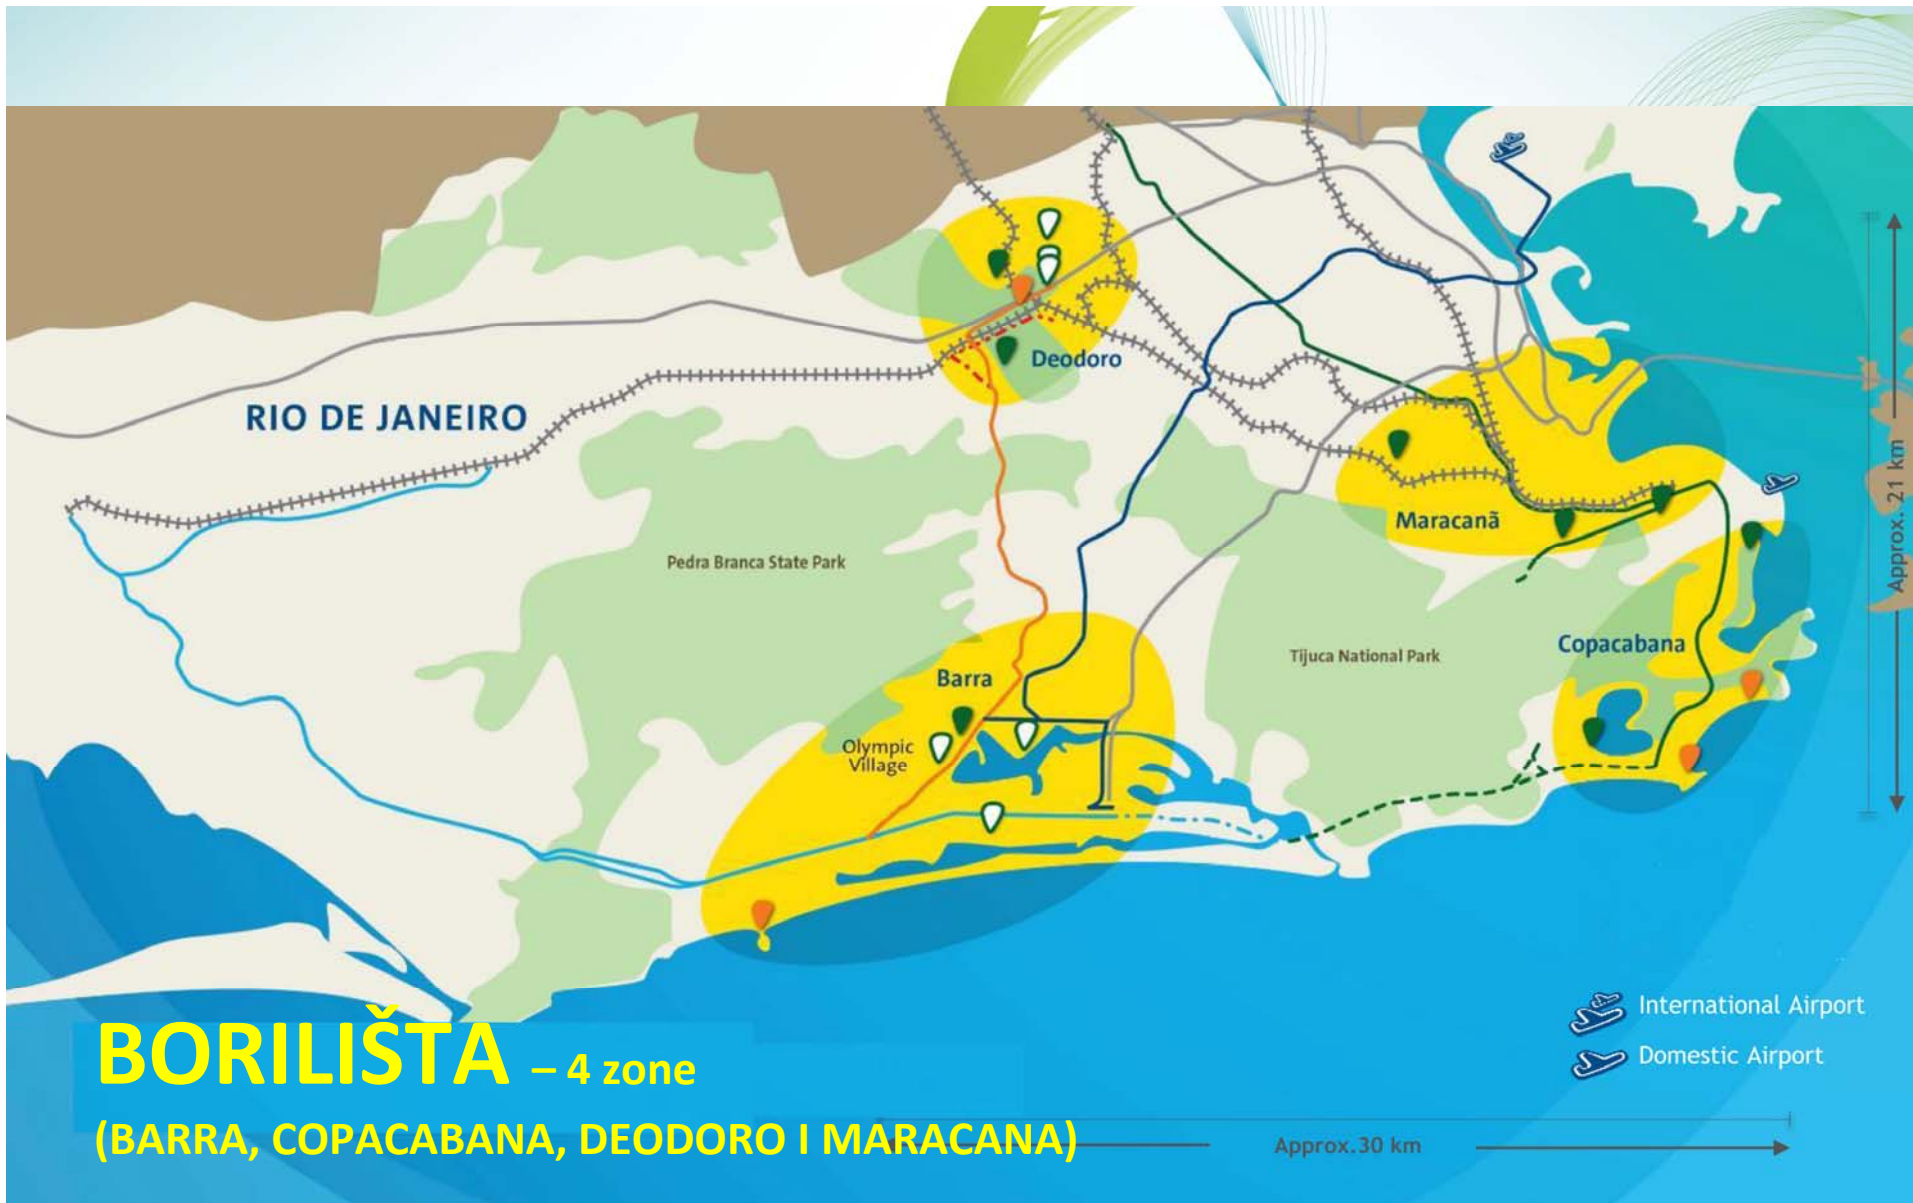 Deodoro
RIO DE JANEIRO
Approx. 21 km
Maracanã
Pedra Branca State Park
Copacabana
Tijuca National Park
Barra
Olympic
Village
International Airport
Domestic Airport
BORILIŠTA – 4 zone
(BARRA, COPACABANA, DEODORO I MARACANA)
Approx.30 km